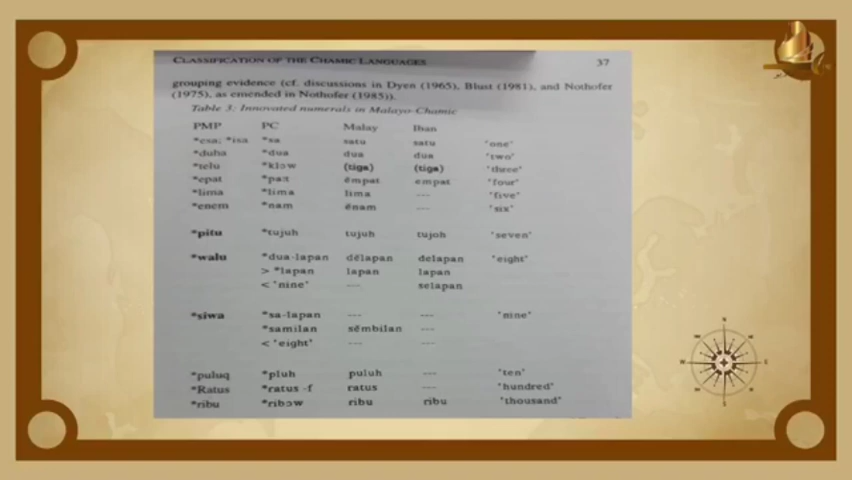 CLASSIFICATION OF THE CHAMIC LANGUAGES 37
grouping evidence (cf. discussions in Dyen (1965), Blust (1981), and Nothofer
(1975), as emended in Nothofer (1985)).
Table 3: Innovated numerals in Malayo-Chamic
PMP PC Malay Iban
*esa; *isa *sa satu satu 'one'
*duha *dua dua dua 'two'
*telu *klɔw (tiga) (tiga) 'three'
*epat *pa:t ĕmpat empat 'four'
*lima *lima lima --- 'five'
*enem *nam ĕnam --- 'six'
*pitu *tujuh tujuh tujoh 'seven'
*walu *dua-lapan dĕlapan delapan 'eight'
> *lapan lapan lapan
< 'nine' --- selapan
*siwa *sa-lapan --- --- 'nine'
*samilan sĕmbilan ---
< 'eight' --- ---
*puluq *pluh puluh --- 'ten'
*Ratus *ratus -f ratus --- 'hundred'
*ribu *ribɔw ribu ribu 'thousand'
N
E
S
W